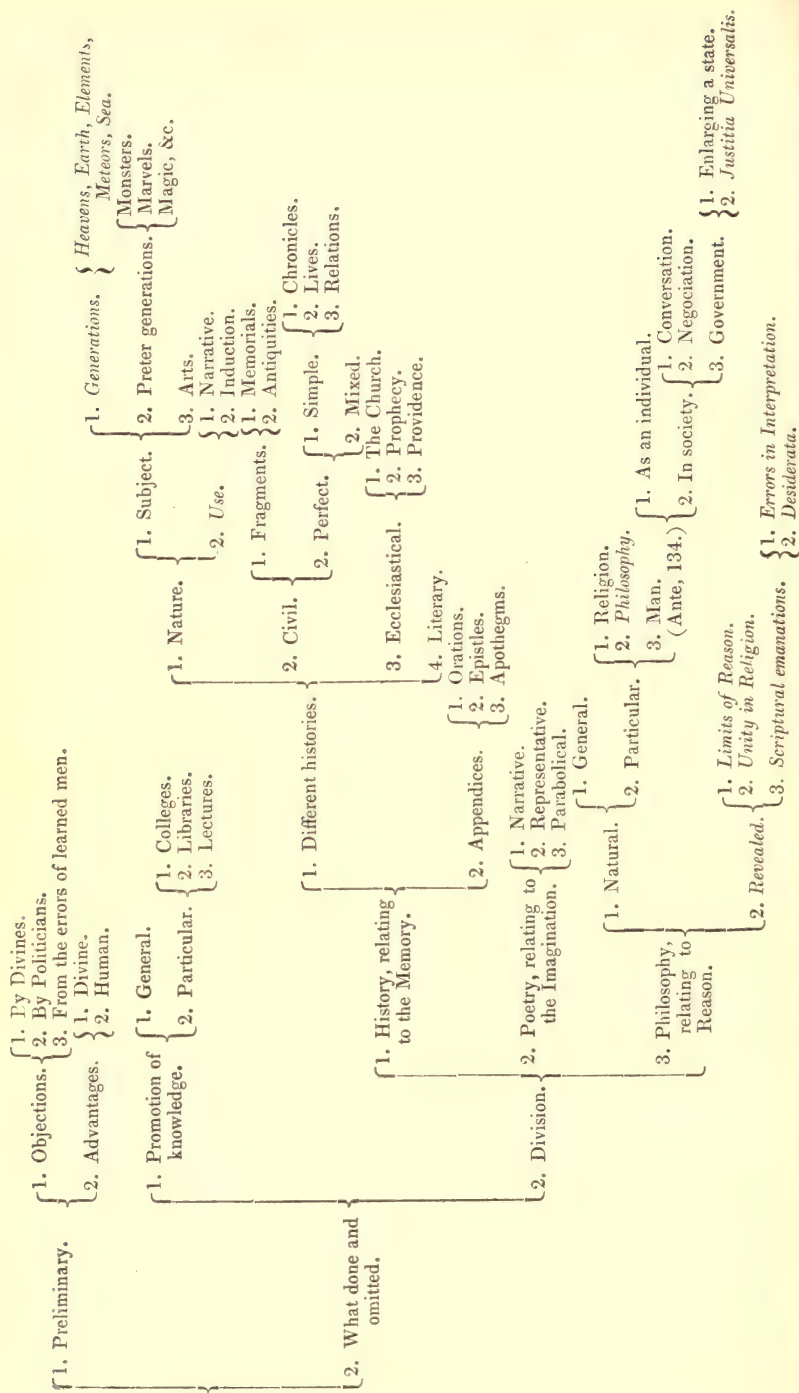 1. Preliminary.
1. Objections.
1. By Divines.
2. By Politicians.
3. From the errors of learned men.
2. Advantages.
1. Divine.
2. Human.
2. What done and
omitted.
1. Promotion of
knowledge.
1. General.
2. Particular.
1. Colleges.
2. Libraries.
3. Lectures.
2. Division.
1. History, relating
to the Memory.
1. Different histories.
1. Nature.
1. Subject.
1. Generations.
Heavens, Earth, Elements,
Meteors, Sea.
2. Preter generations.
Monsters.
Marvels.
Magic, &c.
3. Arts.
2. Use.
1. Narrative.
2. Induction.
2. Civil.
1. Fragments.
1. Memorials.
2. Antiquities.
2. Perfect.
1. Simple.
1. Chronicles.
2. Lives.
3. Relations.
2. Mixed.
3. Ecclesiastical.
1. The Church.
2. Prophecy.
3. Providence.
4. Literary.
2. Appendices.
1. Orations.
2. Epistles.
3. Apothegms.
2. Poetry, relating to
the Imagination.
1. Narrative.
2. Representative.
3. Parabolical.
3. Philosophy,
relating to
Reason.
1. Natural.
1. General.
2. Particular.
1. Religion.
2. Philosophy.
3. Man.
(Ante, 134.)
1. As an individual.
2. In society.
1. Conversation.
2. Negociation.
3. Government.
1. Enlarging a state.
2. Justitia Universalis.
2. Revealed.
1. Limits of Reason.
2. Unity in Religion.
3. Scriptural emanations.
1. Errors in Interpretation.
2. Desiderata.